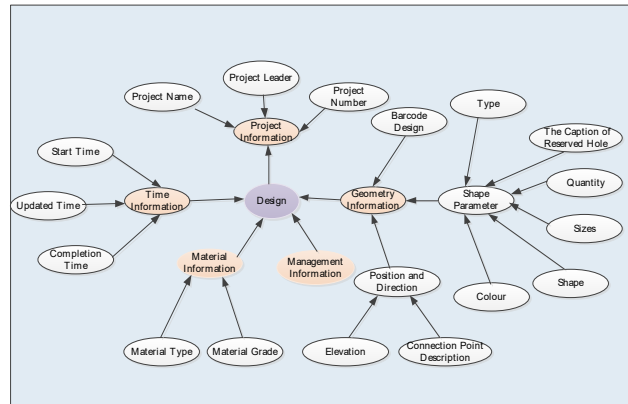 Project Leader
Project Name
Project
Number
Project
Information
Barcode
Design
Type
The Caption of
Reserved Hole
Start Time
Updated Time
Time
Information
Design
Geometry
Information
Shape
Parameter
Quantity
Sizes
Completion
Time
Material
Information
Management
Information
Position and
Direction
Shape
Colour
Material Type
Material Grade
Elevation
Connection Point
Description